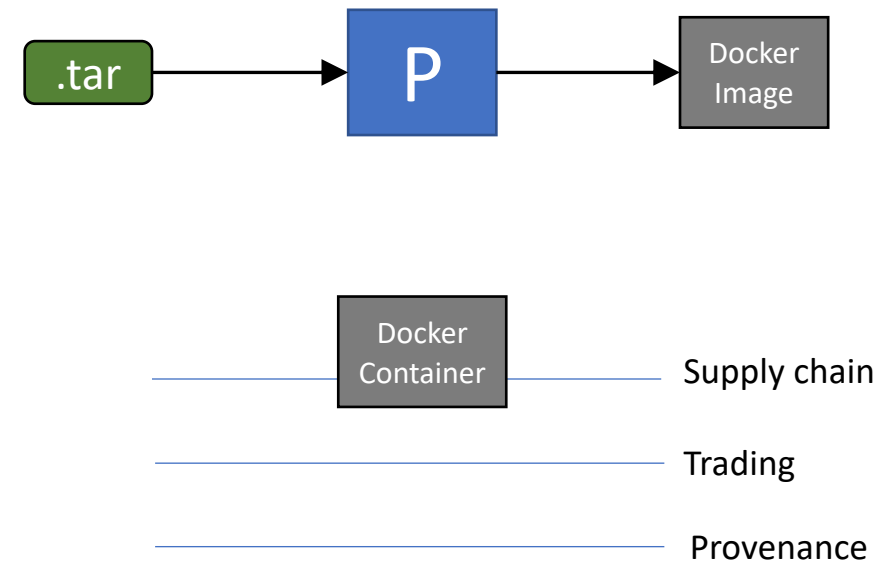 .tar
P
Docker
Image
Docker
Container
Supply chain
Trading
Provenance